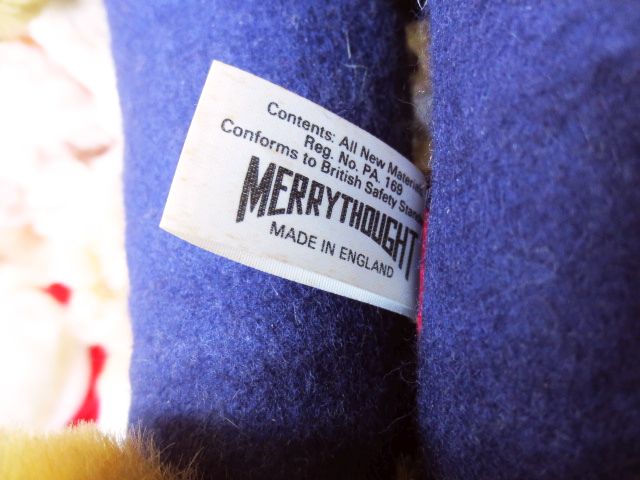 Contents: All New
Reg. No. PA. 169
Conforms to British Safety
MERRYTHOUGHT
MADE IN ENGLAND